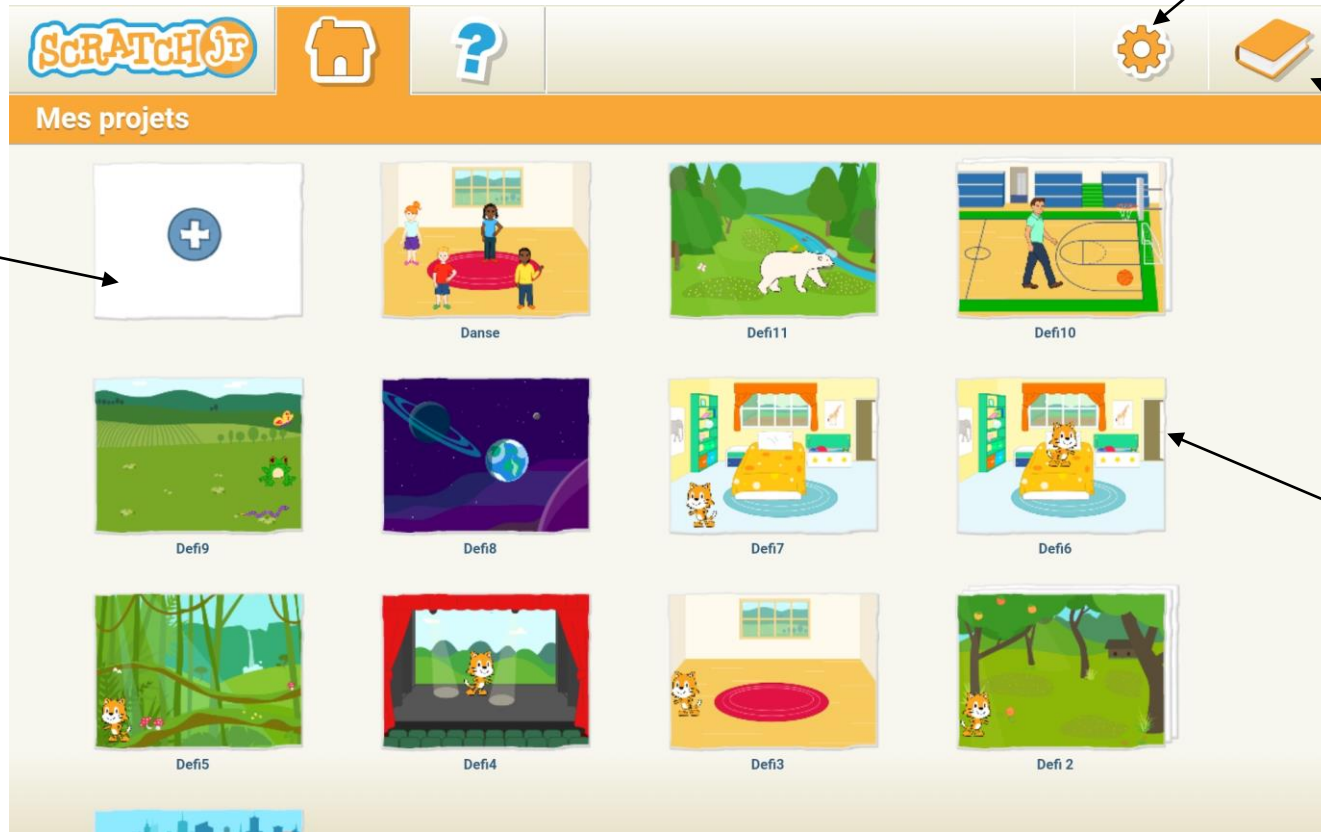 SCRATCHJr
?
Mes projets
Danse
Defi11
Defi10
Defi9
Defi8
Defi7
Defi6
Defi5
Defi4
Defi3
Defi 2